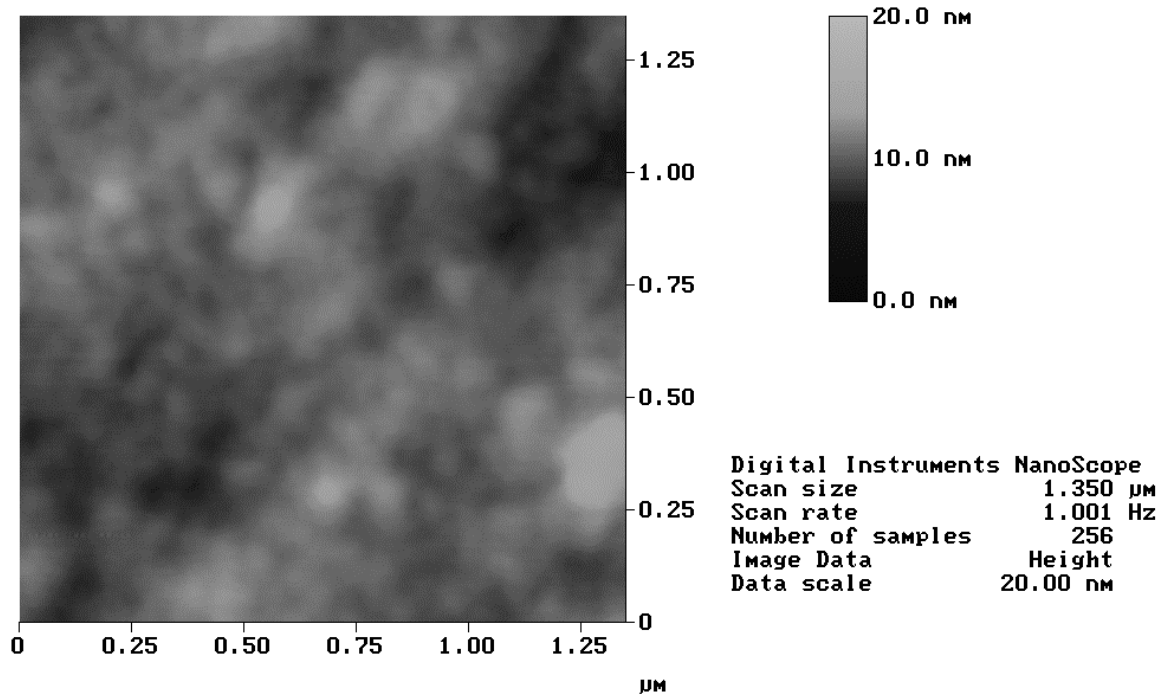 20.0 nM
10.0 nM
0.0 nM
1.25
1.00
0.75
0.50
0.25
0
0 0.25 0.50 0.75 1.00 1.25
µM
Digital Instruments NanoScope
Scan size 1.350 µM
Scan rate 1.001 Hz
Number of samples 256
Image Data Height
Data scale 20.00 nM